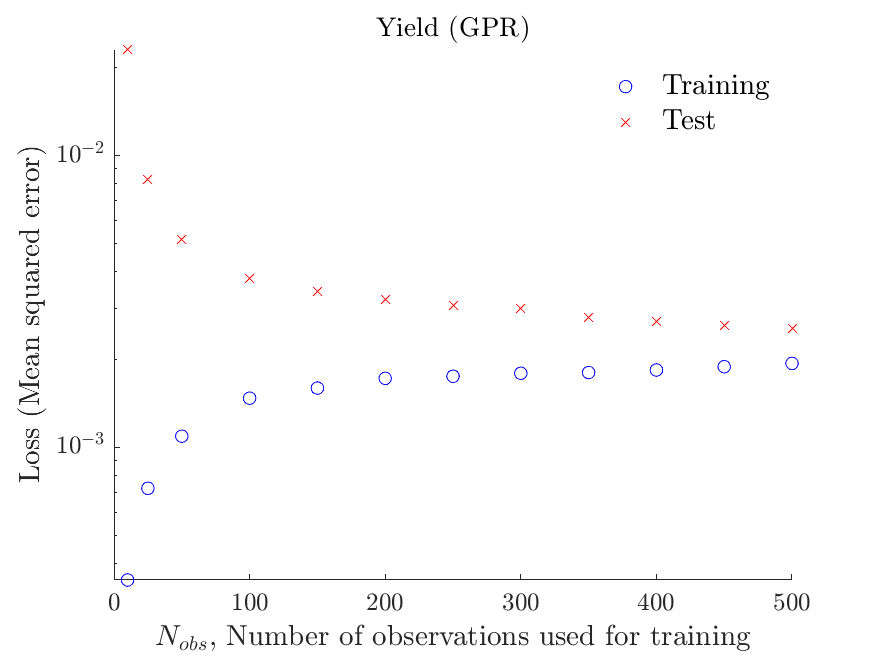 Yield (GPR)
Training
Test
10⁻²
10⁻³
Loss (Mean squared error)
0 100 200 300 400 500
N_obs, Number of observations used for training